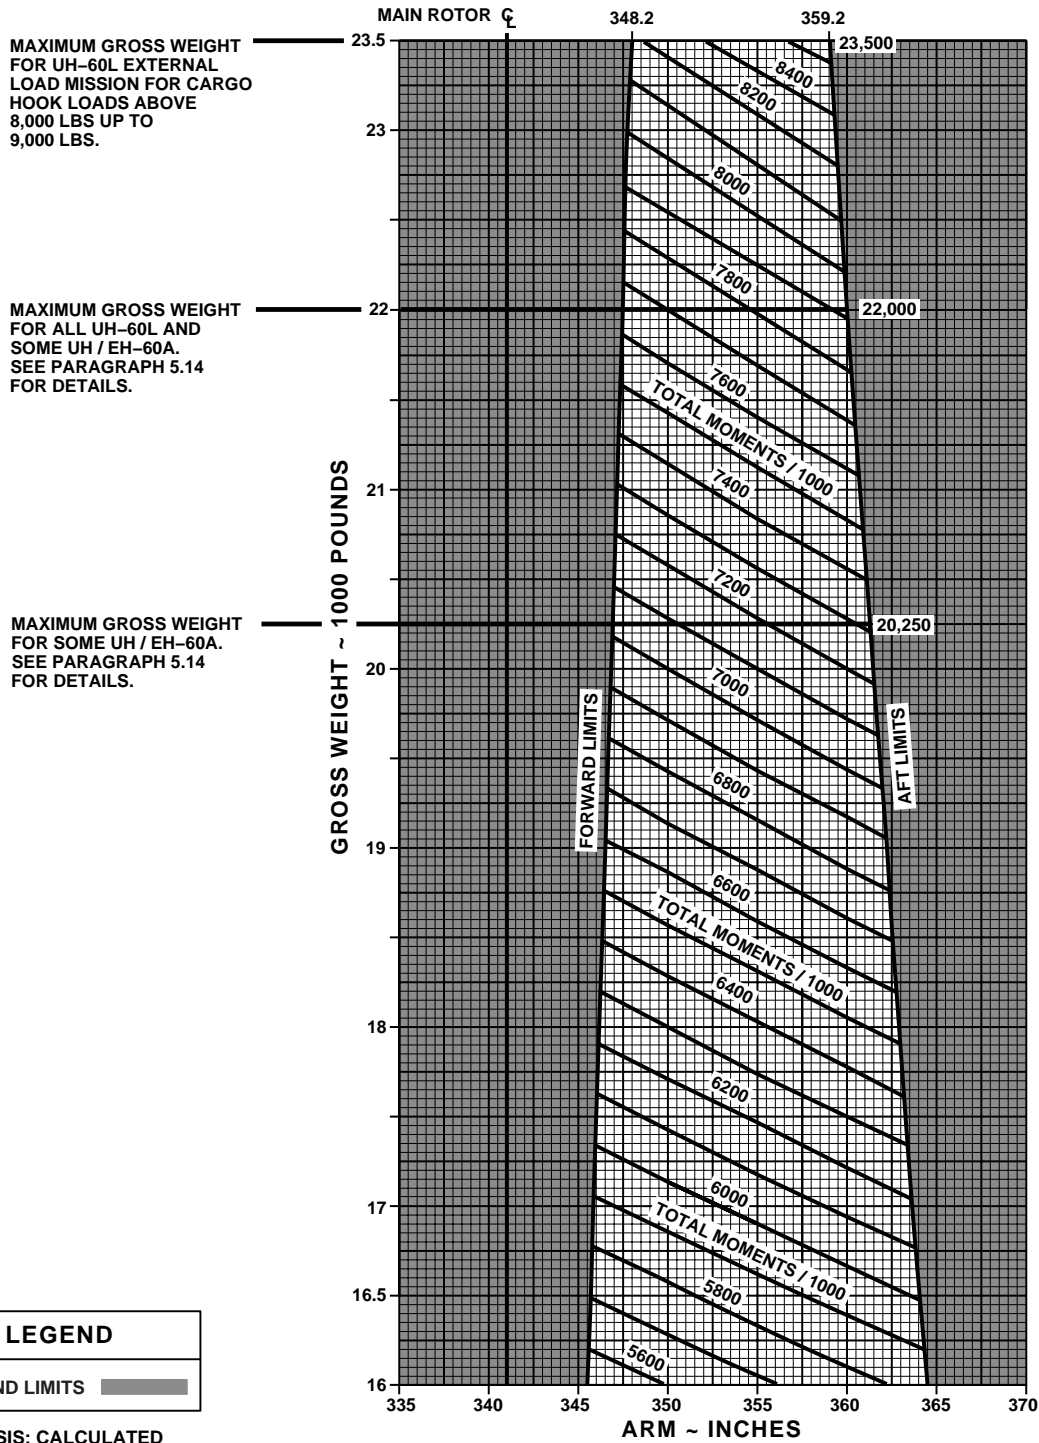 MAIN ROTOR ℄
348.2
359.2
MAXIMUM GROSS WEIGHT
FOR UH–60L EXTERNAL
LOAD MISSION FOR CARGO
HOOK LOADS ABOVE
8,000 LBS UP TO
9,000 LBS.
23.5
23,500
8400
8200
23
8000
7800
MAXIMUM GROSS WEIGHT
FOR ALL UH–60L AND
SOME UH / EH–60A.
SEE PARAGRAPH 5.14
FOR DETAILS.
22
22,000
7600
TOTAL MOMENTS / 1000
7400
21
GROSS WEIGHT ~ 1000 POUNDS
7200
MAXIMUM GROSS WEIGHT
FOR SOME UH / EH–60A.
SEE PARAGRAPH 5.14
FOR DETAILS.
20,250
20
7000
FORWARD LIMITS
AFT LIMITS
6800
19
6600
TOTAL MOMENTS / 1000
6400
18
6200
6000
17
TOTAL MOMENTS / 1000
5800
16.5
5600
16
335
340
345
350
355
360
365
370
ARM ~ INCHES
LEGEND
ND LIMITS
SIS: CALCULATED